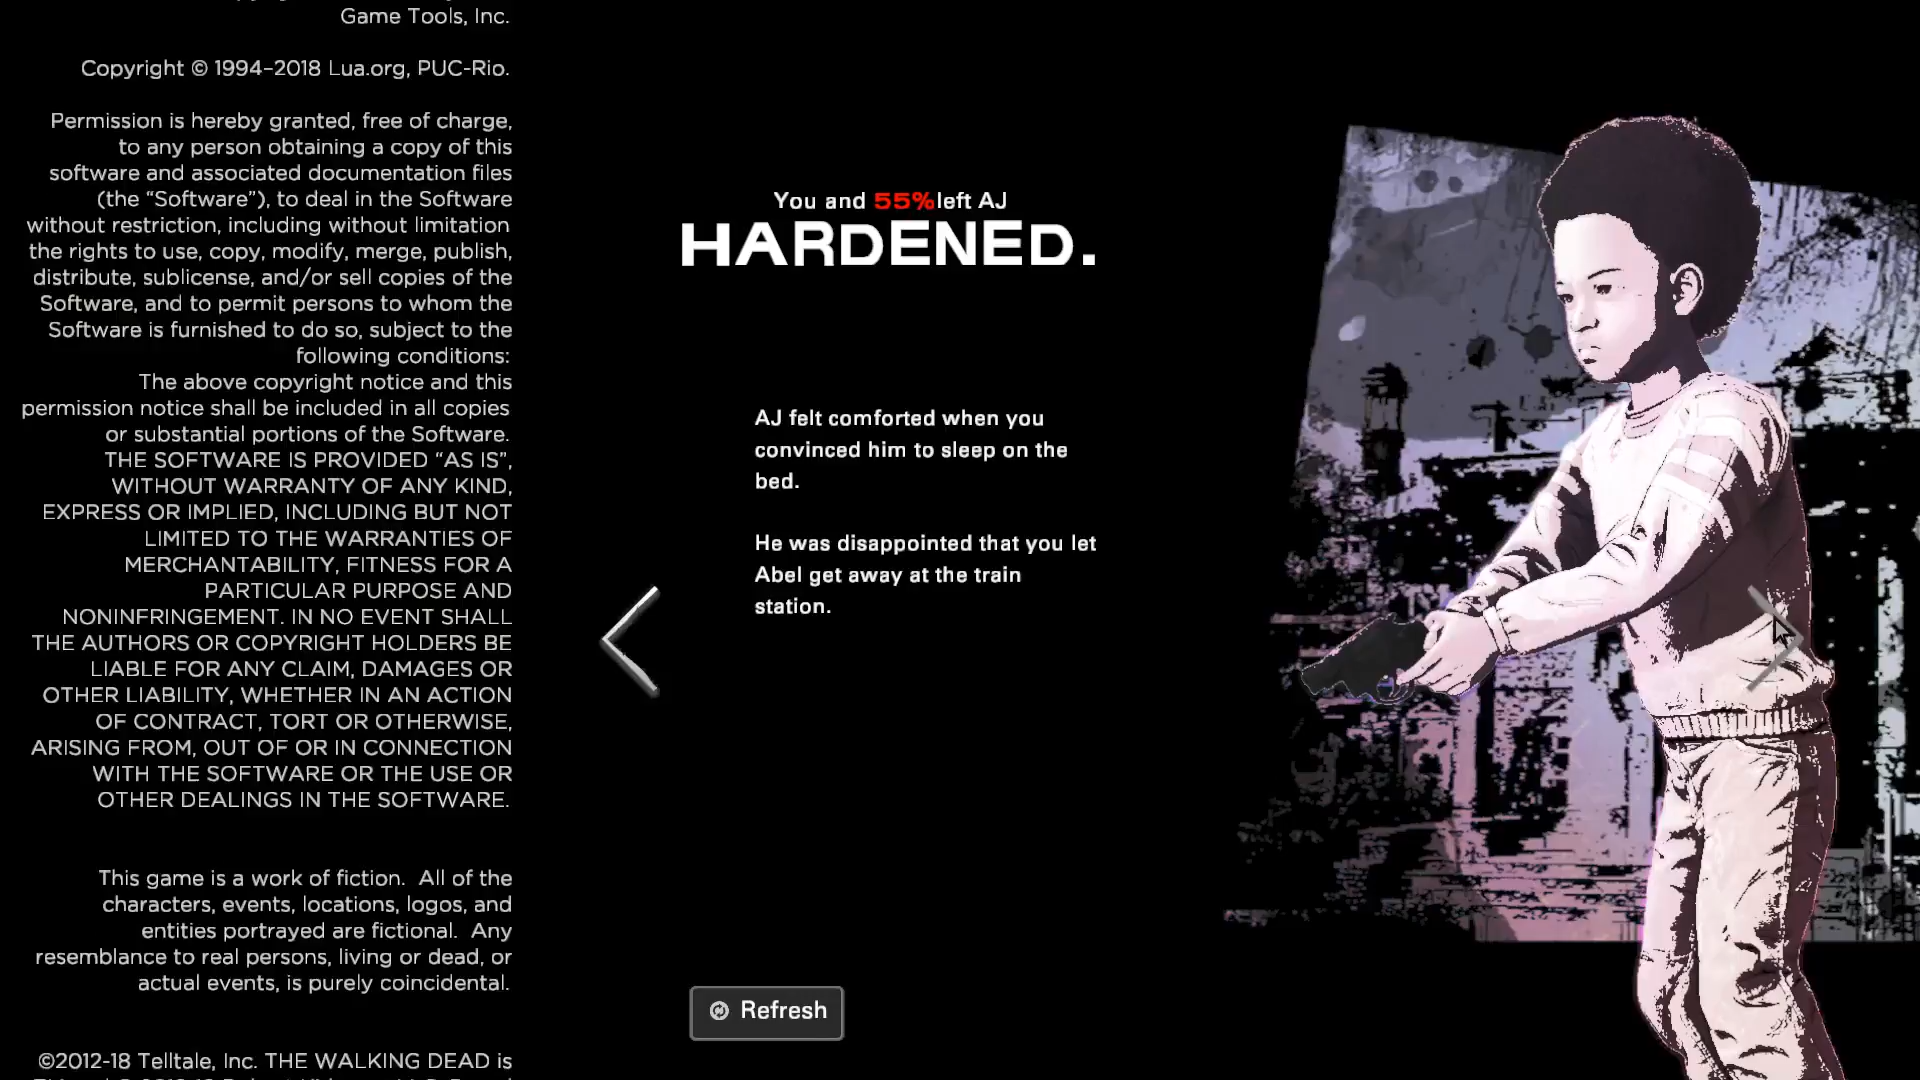 Game Tools, Inc.
Copyright © 1994–2018 Lua.org, PUC-Rio.
Permission is hereby granted, free of charge,
to any person obtaining a copy of this
software and associated documentation files
(the “Software”), to deal in the Software
without restriction, including without limitation
the rights to use, copy, modify, merge, publish,
distribute, sublicense, and/or sell copies of the
Software, and to permit persons to whom the
Software is furnished to do so, subject to the
following conditions:
The above copyright notice and this
permission notice shall be included in all copies
or substantial portions of the Software.
THE SOFTWARE IS PROVIDED “AS IS”,
WITHOUT WARRANTY OF ANY KIND,
EXPRESS OR IMPLIED, INCLUDING BUT NOT
LIMITED TO THE WARRANTIES OF
MERCHANTABILITY, FITNESS FOR A
PARTICULAR PURPOSE AND
NONINFRINGEMENT. IN NO EVENT SHALL
THE AUTHORS OR COPYRIGHT HOLDERS BE
LIABLE FOR ANY CLAIM, DAMAGES OR
OTHER LIABILITY, WHETHER IN AN ACTION
OF CONTRACT, TORT OR OTHERWISE,
ARISING FROM, OUT OF OR IN CONNECTION
WITH THE SOFTWARE OR THE USE OR
OTHER DEALINGS IN THE SOFTWARE.
This game is a work of fiction. All of the
characters, events, locations, logos, and
entities portrayed are fictional. Any
resemblance to real persons, living or dead, or
actual events, is purely coincidental.
©2012-18 Telltale, Inc. THE WALKING DEAD is
You and 55% left AJ
HARDENED.
AJ felt comforted when you
convinced him to sleep on the
bed.
He was disappointed that you let
Abel get away at the train
station.
Refresh